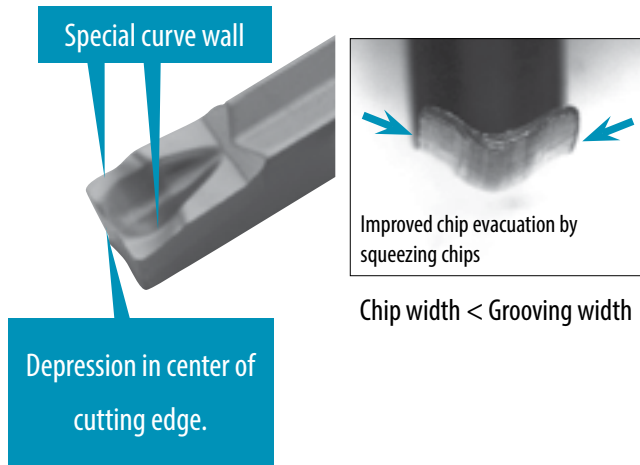 Special curve wall
Improved chip evacuation by
squeezing chips
Chip width < Grooving width
Depression in center of
cutting edge.